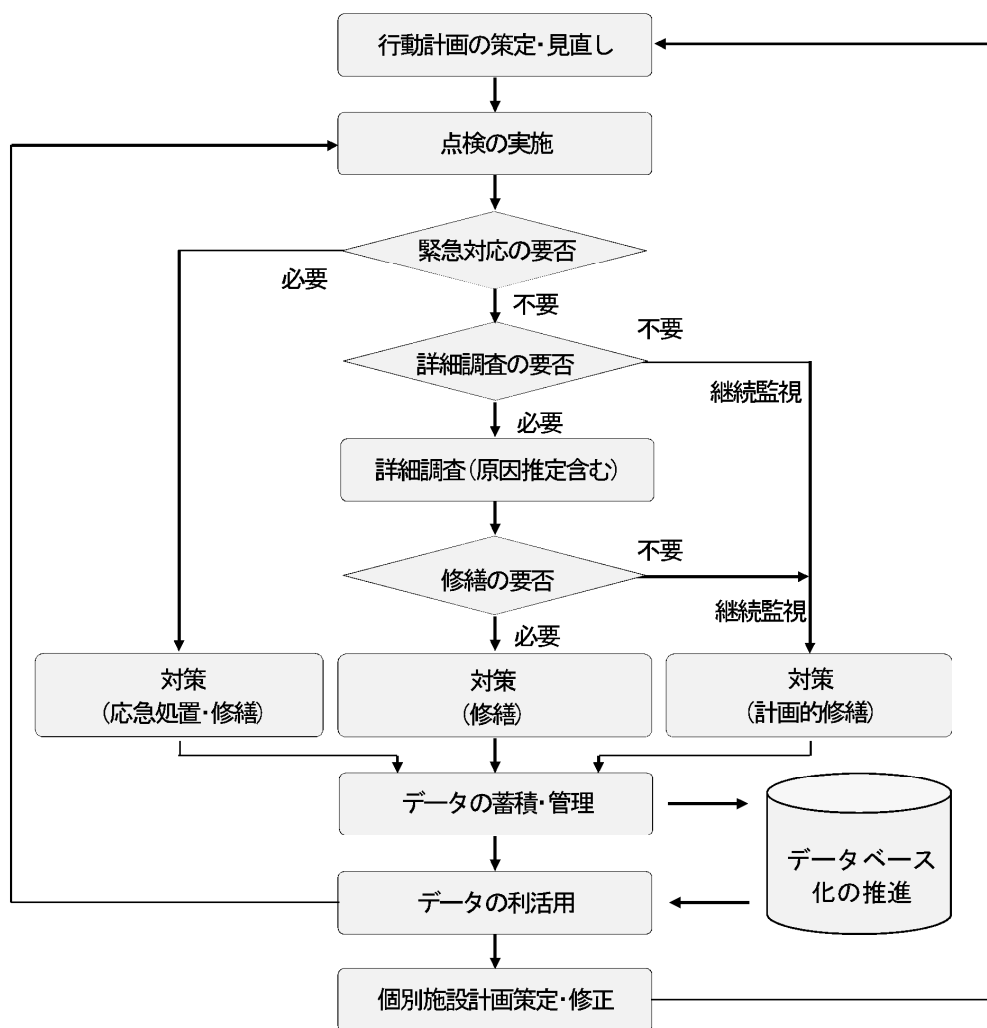 行動計画の策定・見直し
点検の実施
緊急対応の要否
必要
不要
詳細調査の要否
不要
継続監視
必要
詳細調査(原因推定含む)
修繕の要否
不要
継続監視
必要
対策
(応急処置・修繕)
対策
(修繕)
対策
(計画的修繕)
データの蓄積・管理
データベース
化の推進
データの利活用
個別施設計画策定・修正